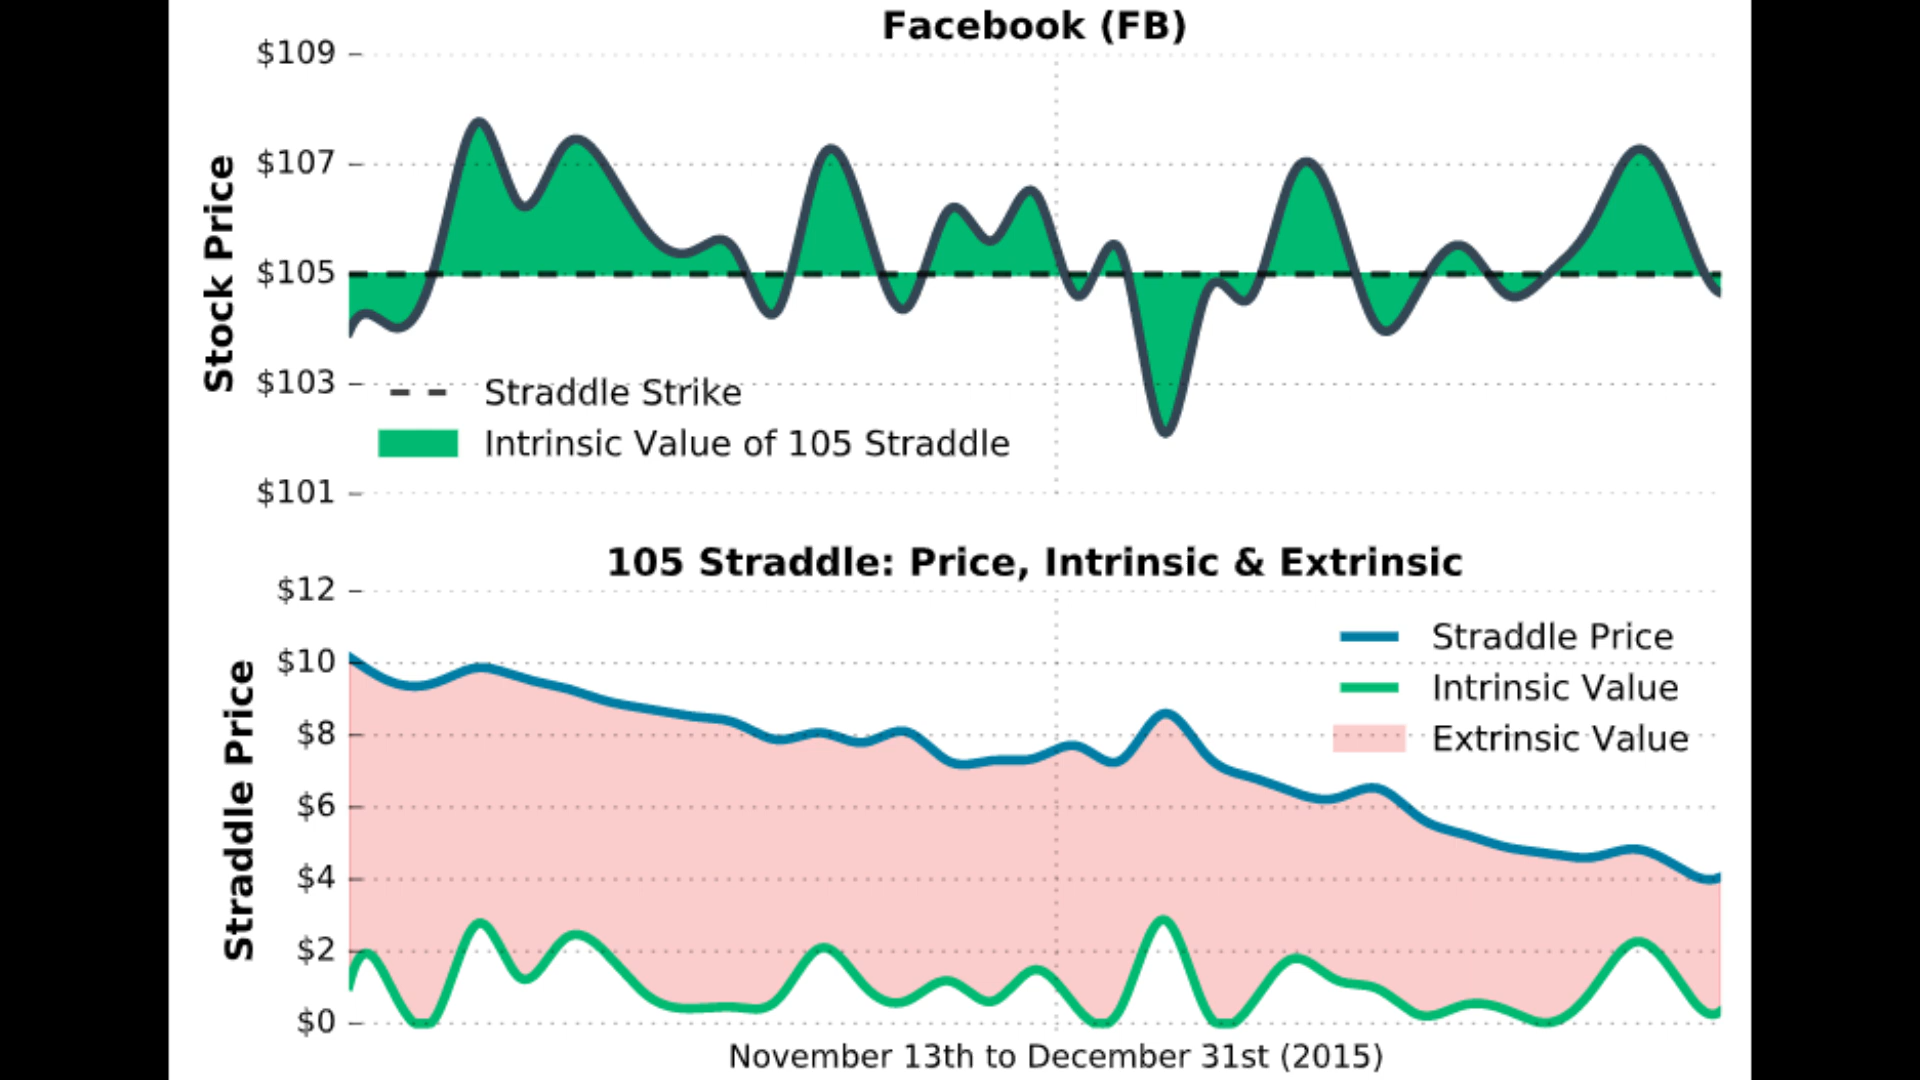 Facebook (FB)
$109
$107
$105
$103
$101
Stock Price
Straddle Strike
Intrinsic Value of 105 Straddle
105 Straddle: Price, Intrinsic & Extrinsic
$12
$10
$8
$6
$4
$2
$0
Straddle Price
Straddle Price
Intrinsic Value
Extrinsic Value
November 13th to December 31st (2015)